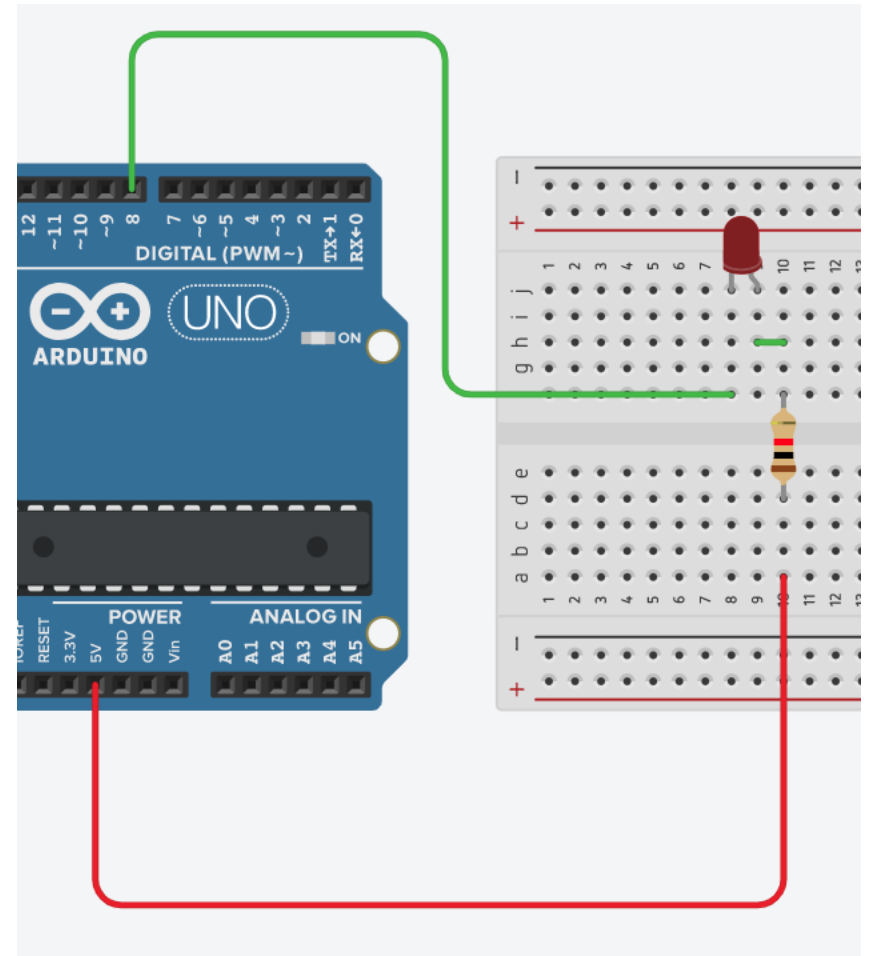 12
~11
~10
~9
8
7
~6
~5
4
~3
2
TX→1
RX←0
DIGITAL (PWM~)
UNO
ARDUINO
ON
RESET
3.3V
5V
GND
GND
Vin
POWER
ANALOG IN
A0
A1
A2
A3
A4
A5
−
+
1 2 3 4 5 6 7 10 11 12 13
j
i
h
g
e
d
c
b
a
1 2 3 4 5 6 7 8 9 10 11 12 13
−
+